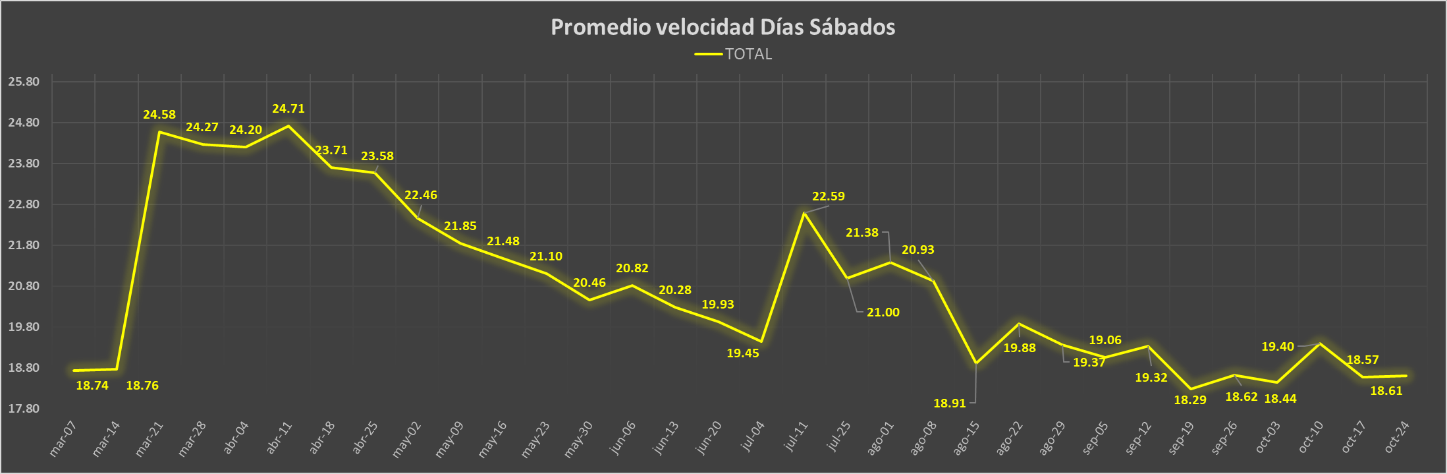 Promedio velocidad Días Sábados
TOTAL
25.80
24.80
23.80
22.80
21.80
20.80
19.80
18.80
17.80
18.74
18.76
24.58
24.27
24.20
24.71
23.71
23.58
22.46
21.85
21.48
21.10
20.46
20.82
20.28
19.93
19.45
22.59
21.00
21.38
20.93
18.91
19.88
19.37
19.06
19.32
18.29
18.62
18.44
19.40
18.57
18.61
mar-07
mar-14
mar-21
mar-28
abr-04
abr-11
abr-18
abr-25
may-02
may-09
may-16
may-23
may-30
jun-06
jun-13
jun-20
jul-04
jul-11
jul-25
ago-01
ago-08
ago-15
ago-22
ago-29
sep-05
sep-12
sep-19
sep-26
oct-03
oct-10
oct-17
oct-24